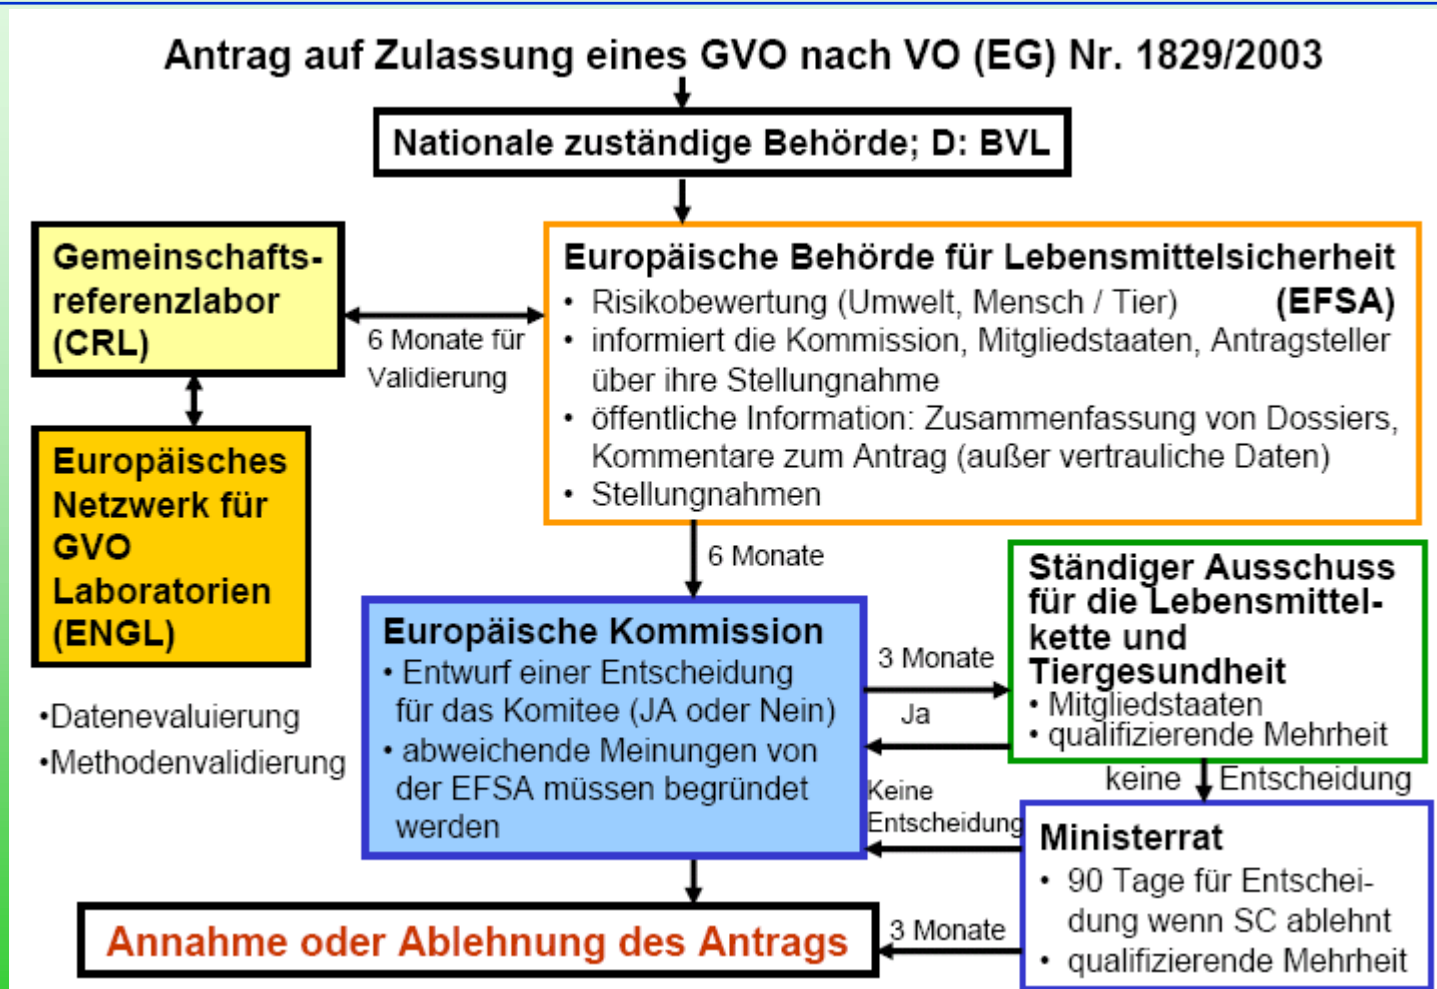 Antrag auf Zulassung eines GVO nach VO (EG) Nr. 1829/2003
Nationale zuständige Behörde; D: BVL
Gemeinschafts-
referenzlabor
(CRL)
6 Monate für
Validierung
Europäische Behörde für Lebensmittelsicherheit
• Risikobewertung (Umwelt, Mensch / Tier) (EFSA)
• informiert die Kommission, Mitgliedstaaten, Antragsteller
über ihre Stellungnahme
• öffentliche Information: Zusammenfassung von Dossiers,
Kommentare zum Antrag (außer vertrauliche Daten)
• Stellungnahmen
Europäisches
Netzwerk für
GVO
Laboratorien
(ENGL)
•Datenevaluierung
•Methodenvalidierung
6 Monate
Europäische Kommission
• Entwurf einer Entscheidung
für das Komitee (JA oder Nein)
• abweichende Meinungen von
der EFSA müssen begründet
werden
3 Monate
Ja
Ständiger Ausschuss
für die Lebensmittel-
kette und
Tiergesundheit
• Mitgliedstaaten
• qualifizierende Mehrheit
keine Entscheidung
Keine
Entscheidung
Ministerrat
• 90 Tage für Entschei-
dung wenn SC ablehnt
• qualifizierende Mehrheit
3 Monate
Annahme oder Ablehnung des Antrags